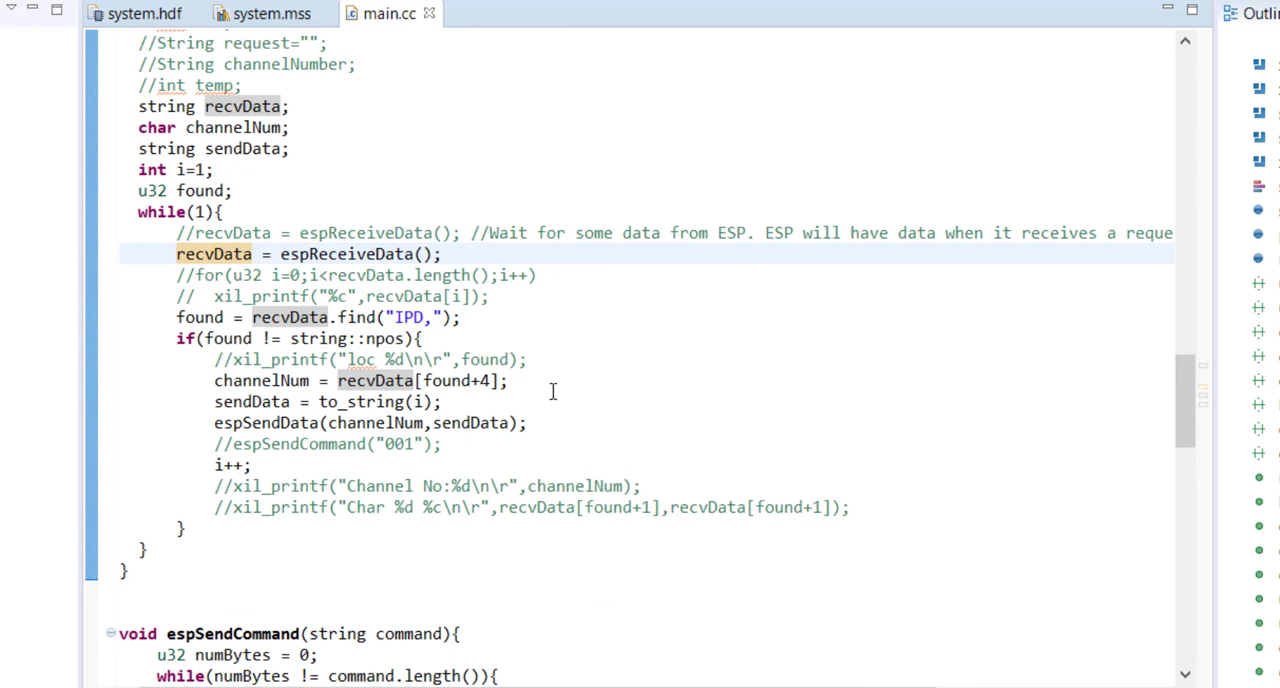 system.hdf system.mss main.cc Outli
//String request="";
//String channelNumber;
//int temp;
string recvData;
char channelNum;
string sendData;
int i=1;
u32 found;
while(1){
//recvData = espReceiveData(); //Wait for some data from ESP. ESP will have data when it receives a reque
recvData = espReceiveData();
//for(u32 i=0;i<recvData.length();i++)
// xil_printf("%c",recvData[i]);
found = recvData.find("IPD,");
if(found != string::npos){
//xil_printf("loc %d\n\r",found);
channelNum = recvData[found+4];
sendData = to_string(i);
espSendData(channelNum,sendData);
//espSendCommand("001");
i++;
//xil_printf("Channel No:%d\n\r",channelNum);
//xil_printf("Char %d %c\n\r",recvData[found+1],recvData[found+1]);
}
}
}
void espSendCommand(string command){
u32 numBytes = 0;
while(numBytes != command.length()){